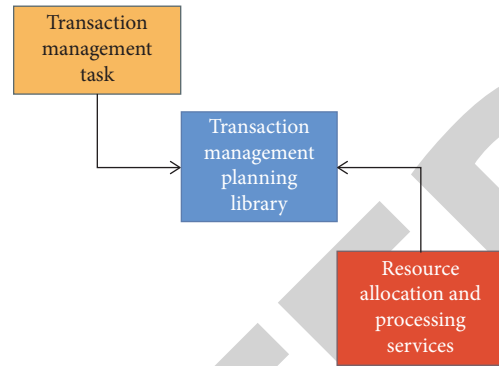 Transaction
management
task
Transaction
management
planning
library
Resource
allocation and
processing
services